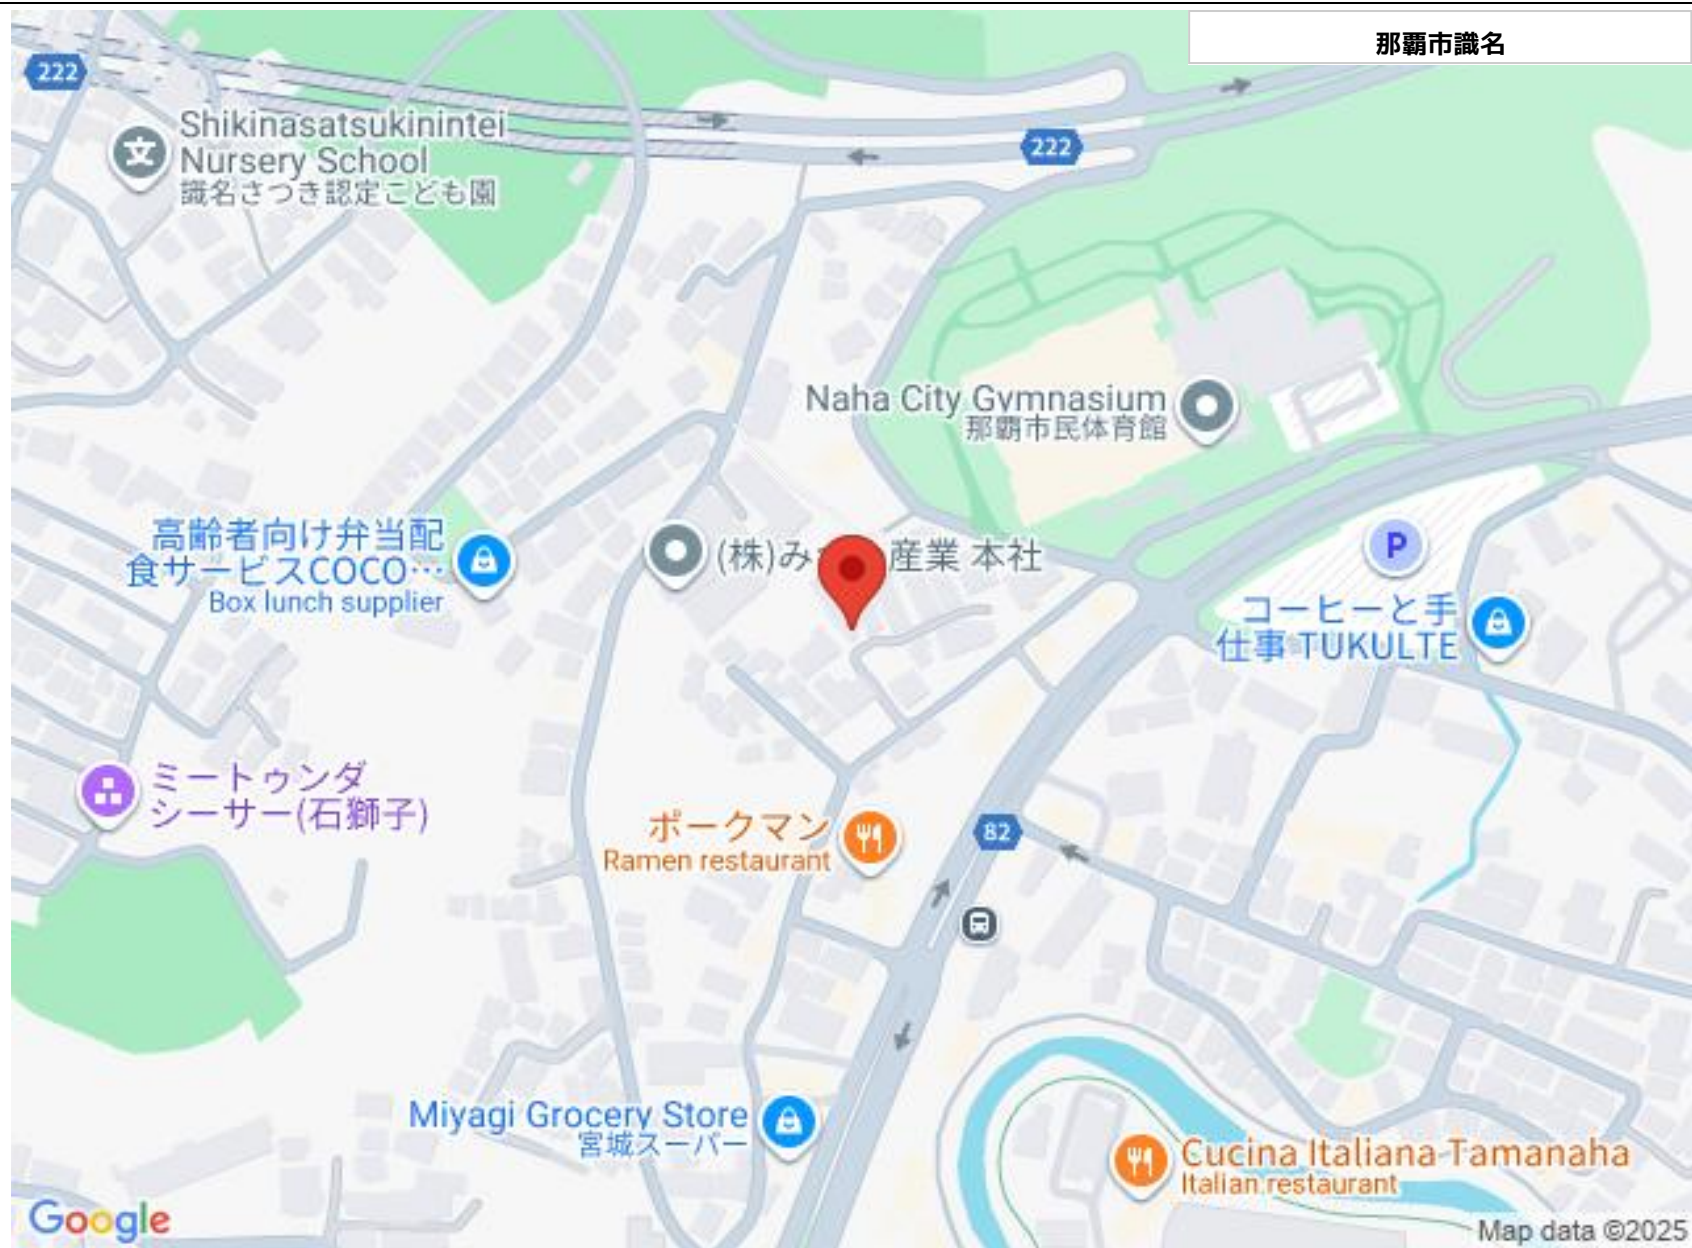 那覇市識名
222
Shikinasatsukinintei
Nursery School
識名さつき認定こども園
222
Naha City Gymnasium
那覇市民体育館
高齢者向け弁当配
食サービスCOCO…
Box lunch supplier
(株)み
産業 本社
P
コーヒーと手
仕事 TUKULTE
ミートゥンダ
シーサー(石獅子)
ポークマン
Ramen restaurant
82
Miyagi Grocery Store
宮城スーパー
Cucina Italiana Tamanaha
Italian restaurant
Google
Map data ©2025